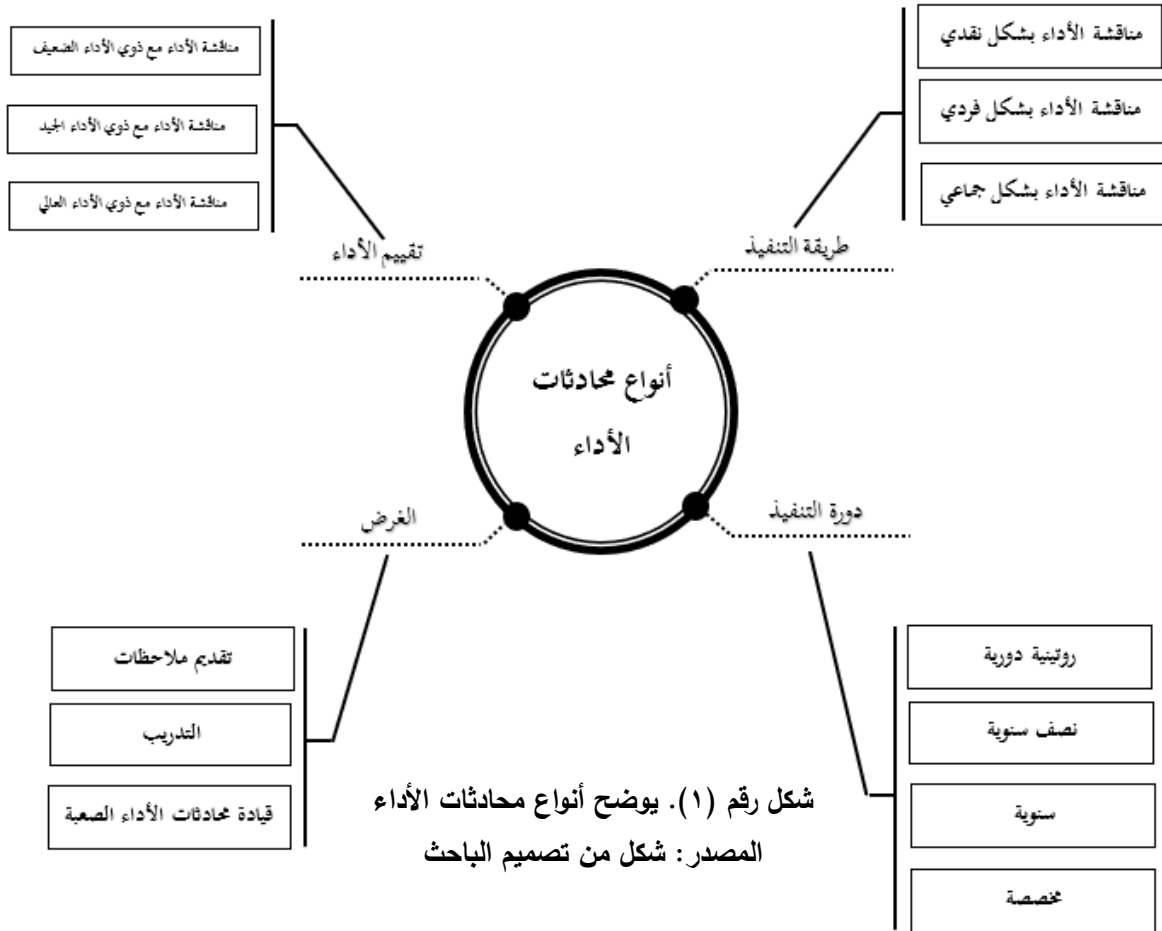 أنواع محادثات
الأداء
طريقة التنفيذ
مناقشة الأداء بشكل نقدي
مناقشة الأداء بشكل فردي
مناقشة الأداء بشكل جماعي
تقييم الأداء
مناقشة الأداء مع ذوي الأداء الضعيف
مناقشة الأداء مع ذوي الأداء الجيد
مناقشة الأداء مع ذوي الأداء العالي
دورة التنفيذ
روتينية دورية
نصف سنوية
سنوية
مخصصة
الغرض
تقديم ملاحظات
التدريب
قيادة محادثات الأداء الصعبة
شكل رقم (١). يوضح أنواع محادثات الأداء
المصدر: شكل من تصميم الباحث